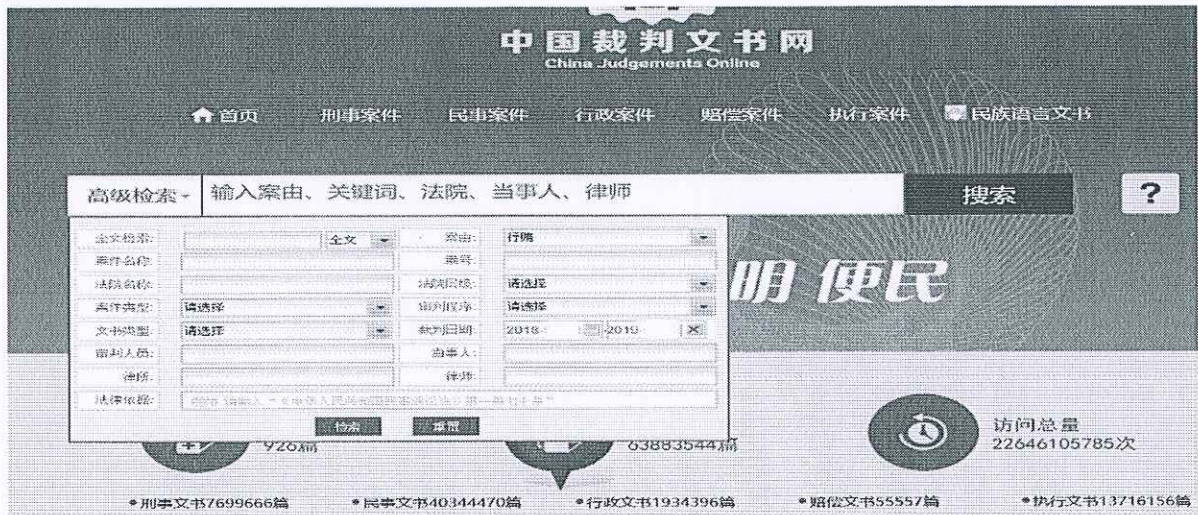 中国裁判文书网
China Judgements Online
首页 刑事案件 民事案件 行政案件 赔偿案件 执行案件 民族语言文书
高级检索 输入案由、关键词、法院、当事人、律师 搜索 ?
全文检索: 全文 案由: 行贿
案件名称: 案号:
法院名称: 法院层级: 请选择
案件类型: 请选择 审判程序: 请选择
文书类型: 请选择 裁判日期: 2018- -2019-
审判人员: 当事人:
律所: 律师:
法律依据:
检索 重置
明 便民
926篇 63883544篇 访问总量
22646105785次
刑事文书7699666篇 民事文书40344470篇 行政文书1934396篇 赔偿文书55557篇 执行文书13716156篇